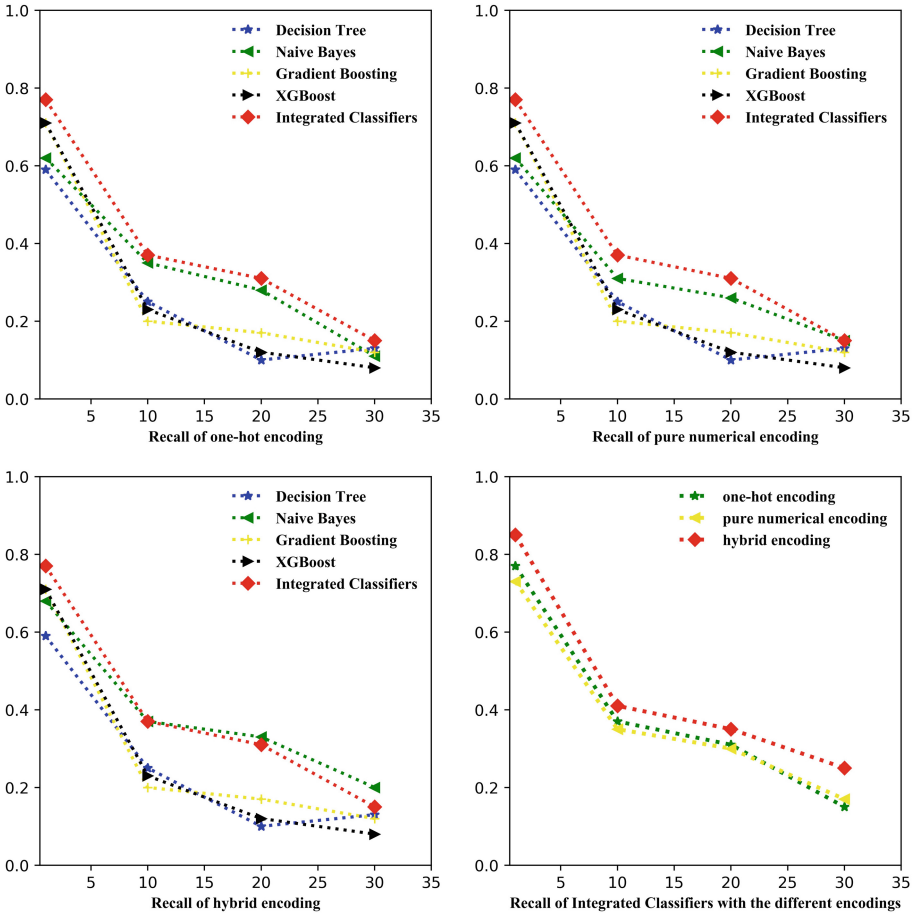 1.0
0.8
0.6
0.4
0.2
0.0
Decision Tree
Naive Bayes
Gradient Boosting
XGBoost
Integrated Classifiers
5 10 15 20 25 30 35
Recall of one-hot encoding
1.0
0.8
0.6
0.4
0.2
0.0
Decision Tree
Naive Bayes
Gradient Boosting
XGBoost
Integrated Classifiers
5 10 15 20 25 30 35
Recall of pure numerical encoding
1.0
0.8
0.6
0.4
0.2
0.0
Decision Tree
Naive Bayes
Gradient Boosting
XGBoost
Integrated Classifiers
5 10 15 20 25 30 35
Recall of hybrid encoding
1.0
0.8
0.6
0.4
0.2
0.0
one-hot encoding
pure numerical encoding
hybrid encoding
5 10 15 20 25 30 35
Recall of Integrated Classifiers with the different encodings